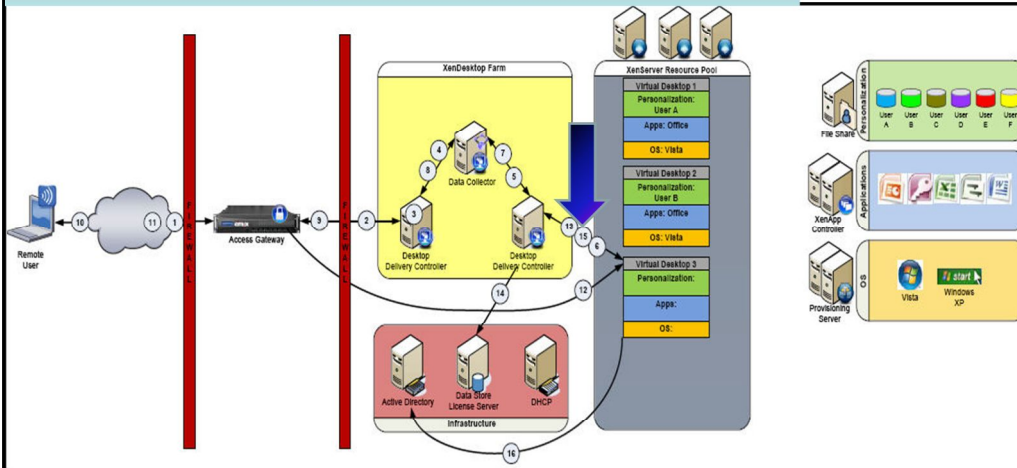 XenDesktop Farm
XenServer Resource Pool
Virtual Desktop 1
Personalization:
User A
Apps: Office
OS: Vista
Virtual Desktop 2
Personalization:
User B
Apps: Office
OS: Vista
Virtual Desktop 3
Personalization:
Apps:
OS:
4
7
8
5
Data Collector
3
Desktop
Delivery Controller
Desktop
Delivery Controller
13
15
6
10
11
1
9
2
12
14
16
Remote
User
FIREWALL
Access Gateway
FIREWALL
Active Directory
Data Store
License Server
DHCP
Infrastructure
File Share
Personalization
User
A
User
B
User
C
User
D
User
E
User
F
XenApp
Controller
Applications
Provisioning
Server
OS
Vista
start
Windows
XP